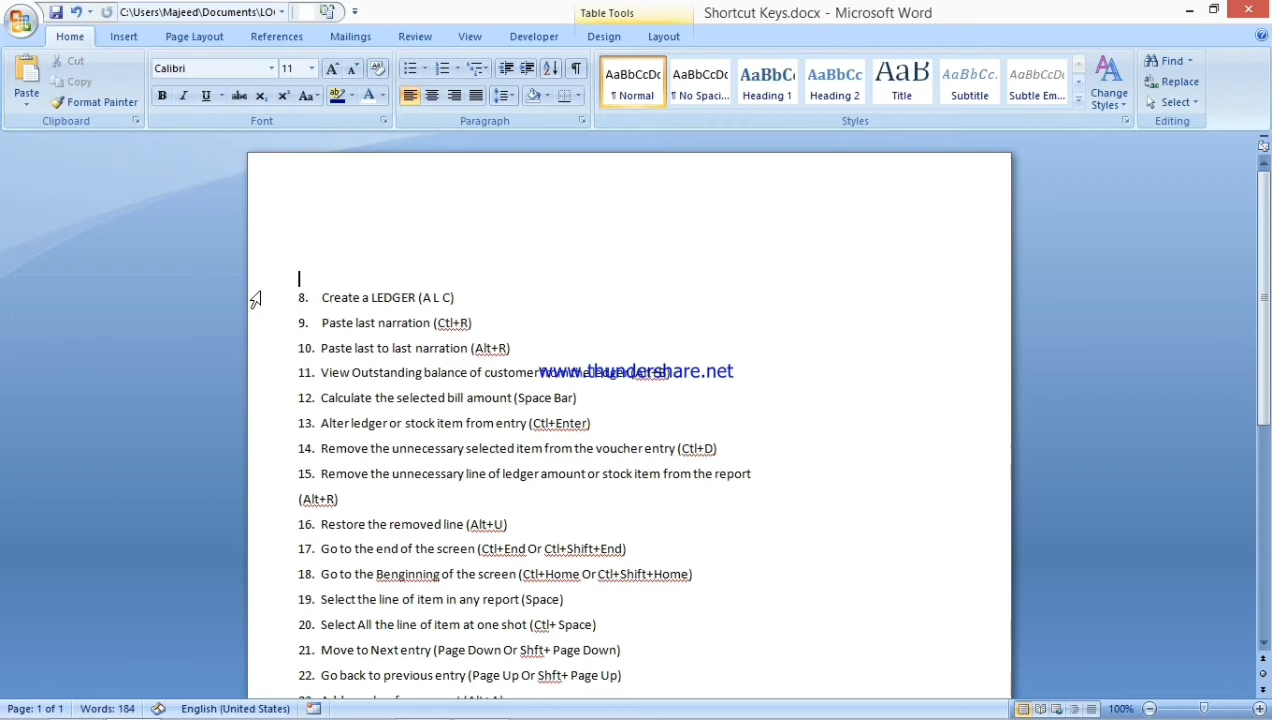 C:\Users\Majeed\Documents\LO
Table Tools
Shortcut Keys.docx - Microsoft Word
Home Insert Page Layout References Mailings Review View Developer Design Layout
Paste
Cut
Copy
Format Painter
Clipboard
Calibri 11
B I U abc x₂ x² Aa
Font
Paragraph
AaBbCcDc AaBbCcDc AaBbCc AaBbCc AaB AaBbCc. AaBbCcDc
¶ Normal ¶ No Spaci... Heading 1 Heading 2 Title Subtitle Subtle Em...
Change Styles
Styles
Find
Replace
Select
Editing
8. Create a LEDGER (A L C)
9. Paste last narration (Ctl+R)
10. Paste last to last narration (Alt+R)
11. View Outstanding balance of customer
www.thundershare.net
12. Calculate the selected bill amount (Space Bar)
13. Alter ledger or stock item from entry (Ctl+Enter)
14. Remove the unnecessary selected item from the voucher entry (Ctl+D)
15. Remove the unnecessary line of ledger amount or stock item from the report
(Alt+R)
16. Restore the removed line (Alt+U)
17. Go to the end of the screen (Ctl+End Or Ctl+Shift+End)
18. Go to the Benginning of the screen (Ctl+Home Or Ctl+Shift+Home)
19. Select the line of item in any report (Space)
20. Select All the line of item at one shot (Ctl+ Space)
21. Move to Next entry (Page Down Or Shft+ Page Down)
22. Go back to previous entry (Page Up Or Shft+ Page Up)
Page: 1 of 1 Words: 184 English (United States) 100%